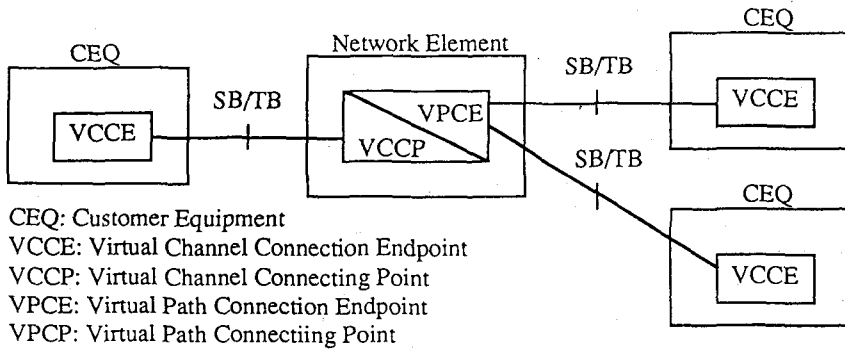 CEQ
Network Element
CEQ
SB/TB
SB/TB
VCCE
VPCE
VCCP
VCCE
SB/TB
CEQ
VCCE
CEQ: Customer Equipment
VCCE: Virtual Channel Connection Endpoint
VCCP: Virtual Channel Connecting Point
VPCE: Virtual Path Connection Endpoint
VPCP: Virtual Path Connectiing Point